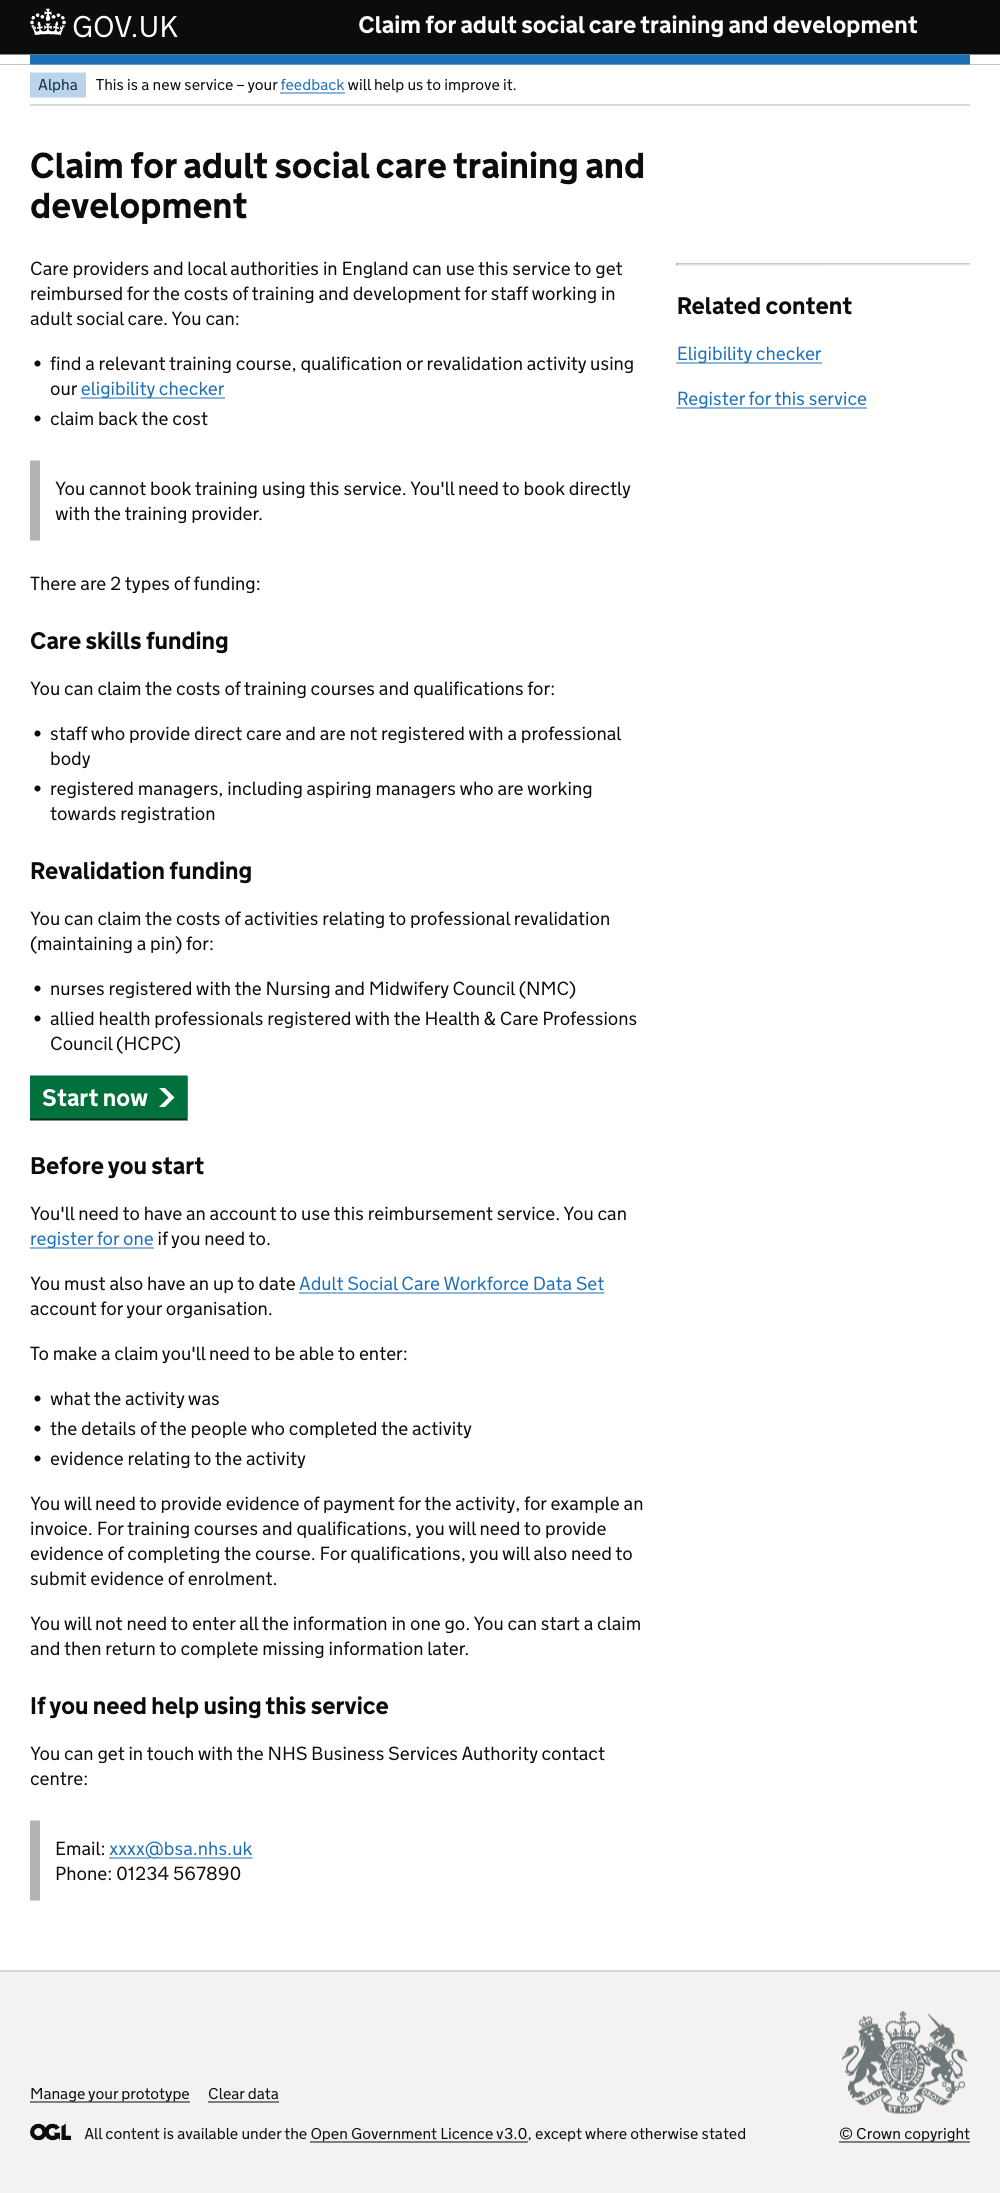 GOV.UK
Claim for adult social care training and development
Alpha
This is a new service – your feedback will help us to improve it.
Claim for adult social care training and
development
Care providers and local authorities in England can use this service to get
reimbursed for the costs of training and development for staff working in
adult social care. You can:
• find a relevant training course, qualification or revalidation activity using
our eligibility checker
• claim back the cost
You cannot book training using this service. You'll need to book directly
with the training provider.
There are 2 types of funding:
Care skills funding
You can claim the costs of training courses and qualifications for:
• staff who provide direct care and are not registered with a professional
body
• registered managers, including aspiring managers who are working
towards registration
Revalidation funding
You can claim the costs of activities relating to professional revalidation
(maintaining a pin) for:
• nurses registered with the Nursing and Midwifery Council (NMC)
• allied health professionals registered with the Health & Care Professions
Council (HCPC)
Start now
Before you start
You'll need to have an account to use this reimbursement service. You can
register for one if you need to.
You must also have an up to date Adult Social Care Workforce Data Set
account for your organisation.
To make a claim you'll need to be able to enter:
• what the activity was
• the details of the people who completed the activity
• evidence relating to the activity
You will need to provide evidence of payment for the activity, for example an
invoice. For training courses and qualifications, you will need to provide
evidence of completing the course. For qualifications, you will also need to
submit evidence of enrolment.
You will not need to enter all the information in one go. You can start a claim
and then return to complete missing information later.
If you need help using this service
You can get in touch with the NHS Business Services Authority contact
centre:
Email: xxxx@bsa.nhs.uk
Phone: 01234 567890
Related content
Eligibility checker
Register for this service
Manage your prototype
Clear data
OGL
All content is available under the Open Government Licence v3.0, except where otherwise stated
DIEU
ET MON
DROIT
© Crown copyright